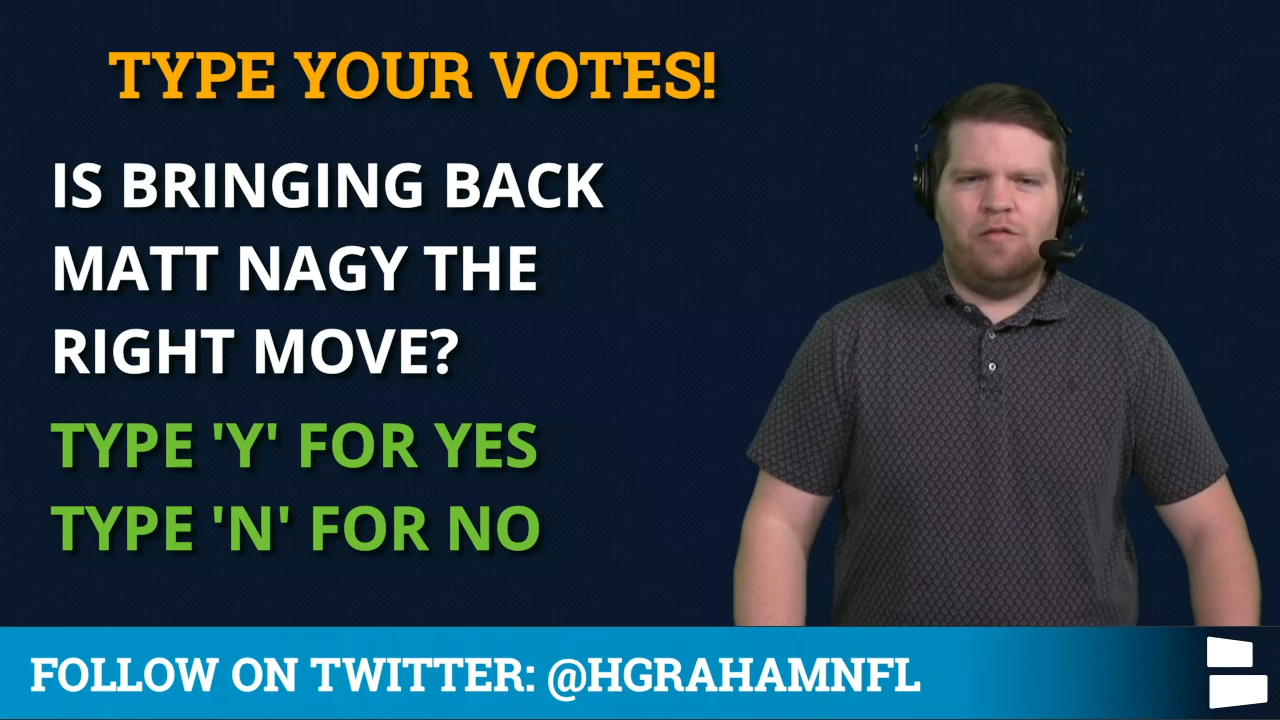 TYPE YOUR VOTES!
IS BRINGING BACK
MATT NAGY THE
RIGHT MOVE?
TYPE 'Y' FOR YES
TYPE 'N' FOR NO
FOLLOW ON TWITTER: @HGRAHAMNFL